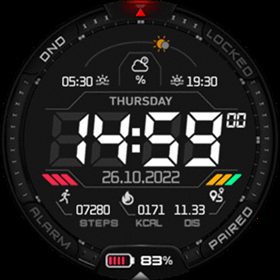 DND
LOCKED
05:30
%
19:30
THURSDAY
14:59 00
26.10.2022
07280 0171 11.33
STEPS KCAL DIS
ALARM
PAIRED
83%